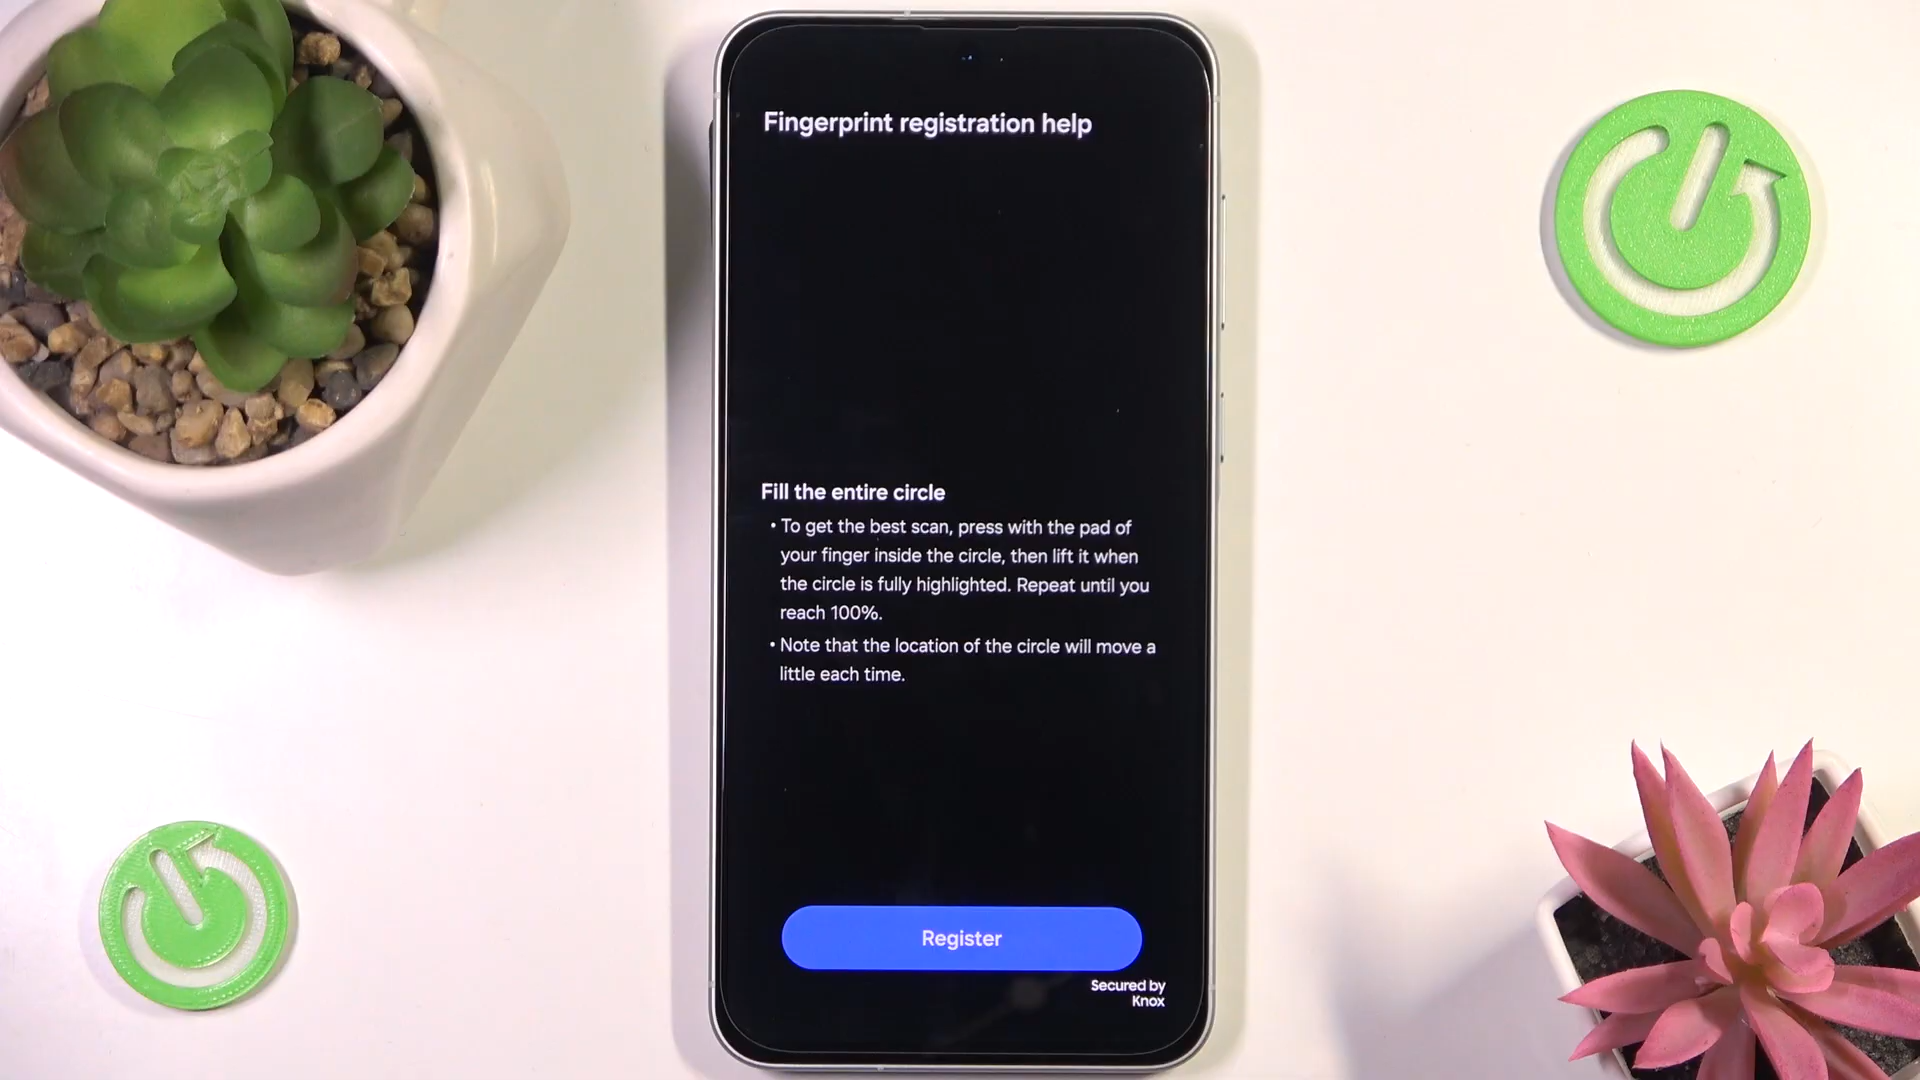 Fingerprint registration help
Fill the entire circle
• To get the best scan, press with the pad of
your finger inside the circle, then lift it when
the circle is fully highlighted. Repeat until you
reach 100%.
• Note that the location of the circle will move a
little each time.
Register
Secured by
Knox